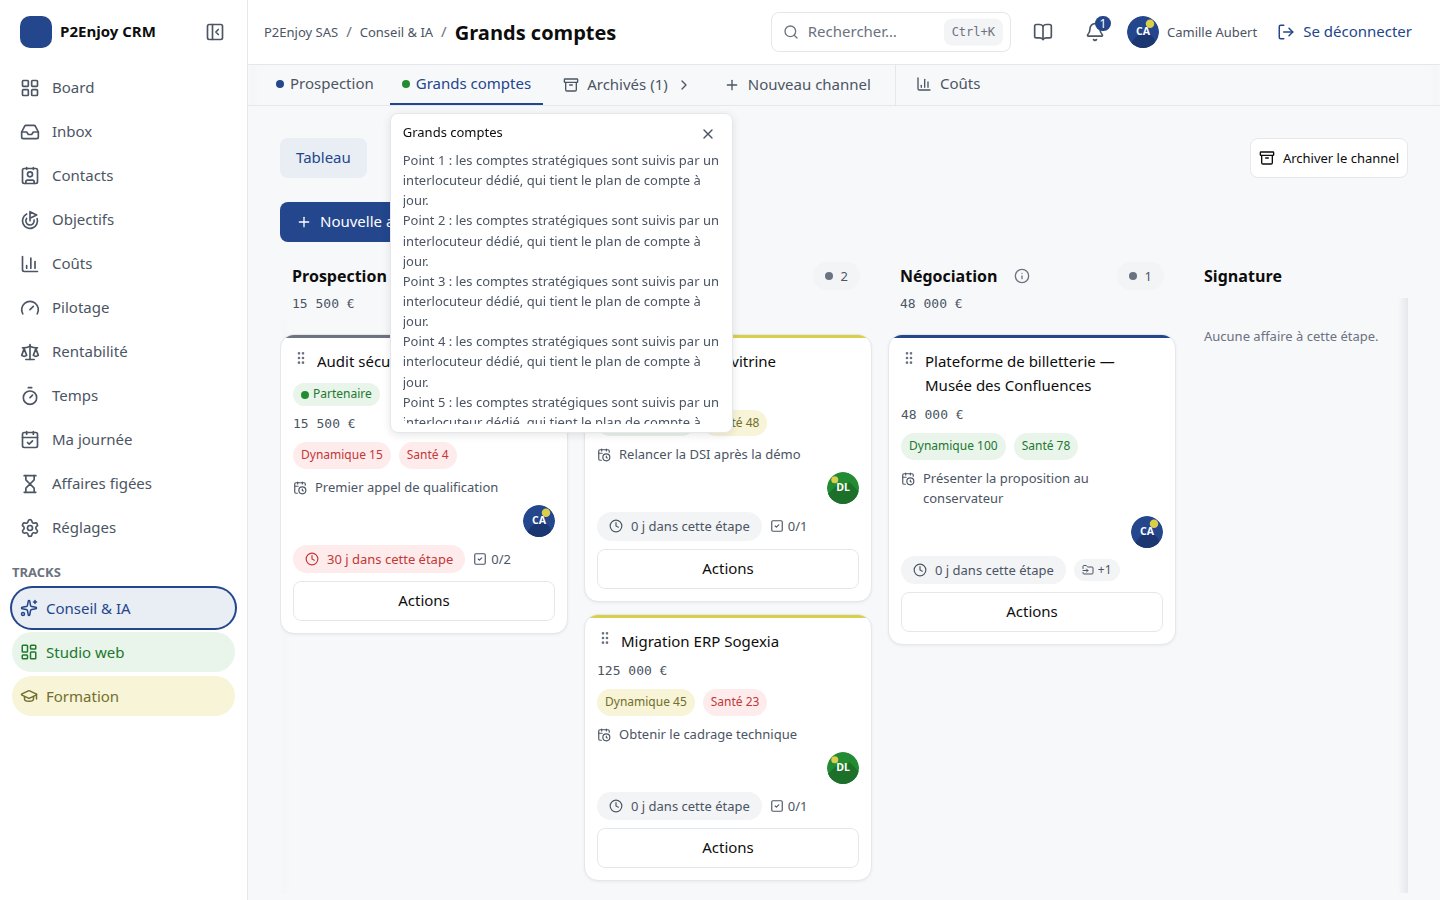 P2Enjoy CRM
Board
Inbox
Contacts
Objectifs
Coûts
Pilotage
Rentabilité
Temps
Ma journée
Affaires figées
Réglages
TRACKS
Conseil & IA
Studio web
Formation
P2Enjoy SAS / Conseil & IA / Grands comptes
Rechercher... Ctrl+K
1
CA Camille Aubert
Se déconnecter
Prospection
Grands comptes
Archivés (1)
Nouveau channel
Coûts
Tableau
Archiver le channel
Nouvelle a
Grands comptes
Point 1 : les comptes stratégiques sont suivis par un
interlocuteur dédié, qui tient le plan de compte à
jour.
Point 2 : les comptes stratégiques sont suivis par un
interlocuteur dédié, qui tient le plan de compte à
jour.
Point 3 : les comptes stratégiques sont suivis par un
interlocuteur dédié, qui tient le plan de compte à
jour.
Point 4 : les comptes stratégiques sont suivis par un
interlocuteur dédié, qui tient le plan de compte à
jour.
Point 5 : les comptes stratégiques sont suivis par un
interlocuteur dédié, qui tient le plan de compte à
Prospection
15 500 €
Audit sécu
Partenaire
15 500 €
Dynamique 15 Santé 4
Premier appel de qualification
CA
30 j dans cette étape 0/2
Actions
2
vitrine
té 48
Relancer la DSI après la démo
DL
0 j dans cette étape 0/1
Actions
Migration ERP Sogexia
125 000 €
Dynamique 45 Santé 23
Obtenir le cadrage technique
DL
0 j dans cette étape 0/1
Actions
Négociation 1
48 000 €
Plateforme de billetterie —
Musée des Confluences
48 000 €
Dynamique 100 Santé 78
Présenter la proposition au
conservateur
CA
0 j dans cette étape +1
Actions
Signature
Aucune affaire à cette étape.